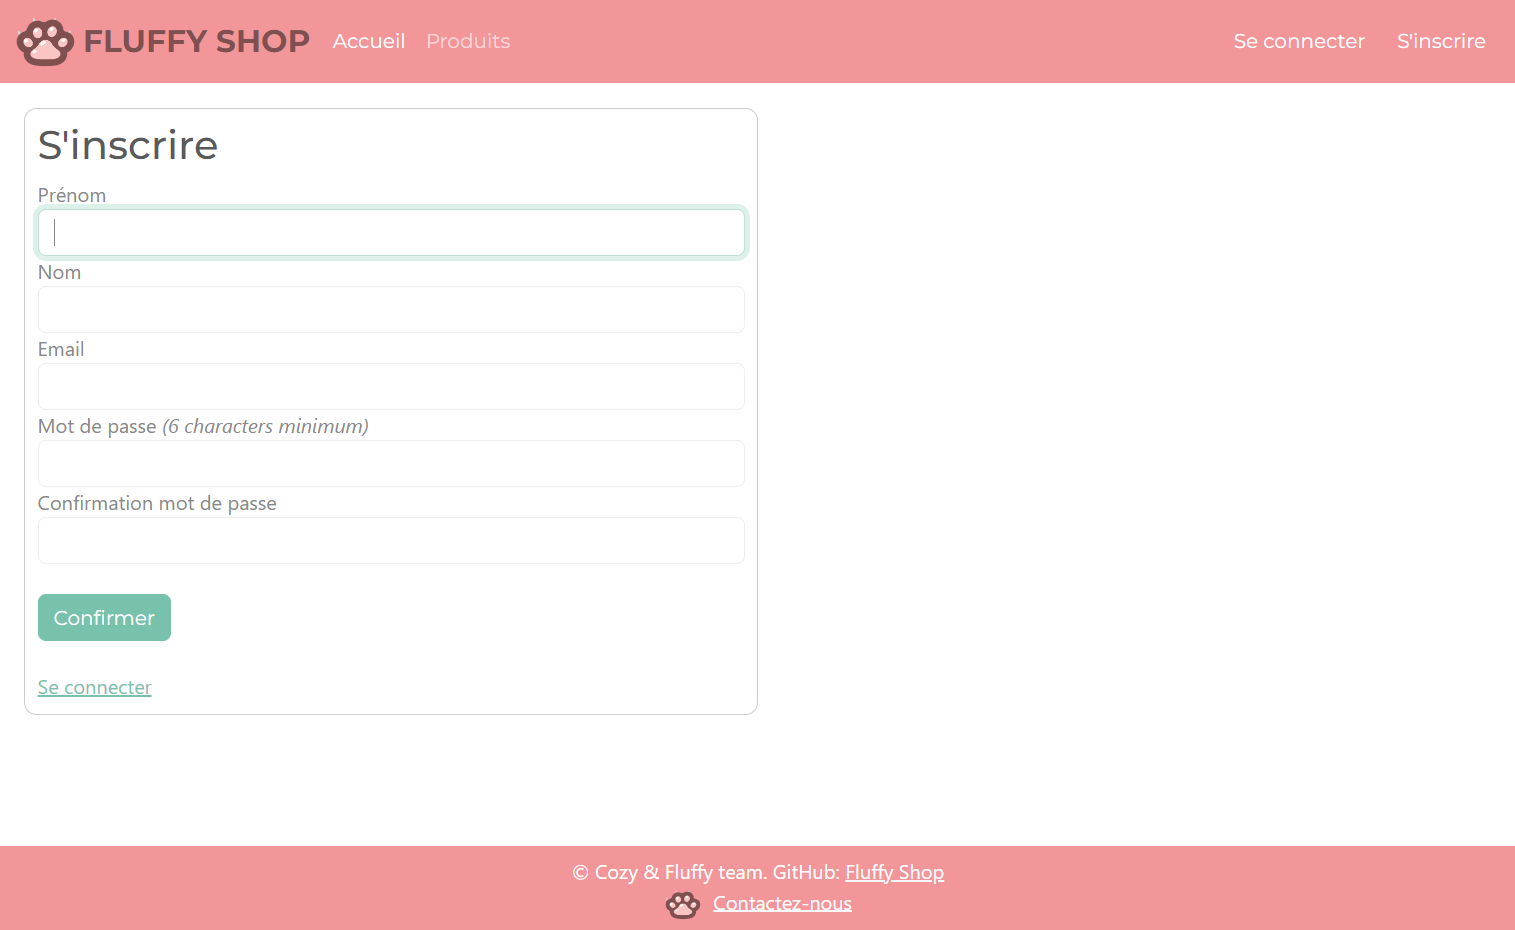 FLUFFY SHOP Accueil Produits Se connecter S'inscrire
S'inscrire
Prénom
Nom
Email
Mot de passe (6 characters minimum)
Confirmation mot de passe
Confirmer
Se connecter
© Cozy & Fluffy team. GitHub: Fluffy Shop
Contactez-nous